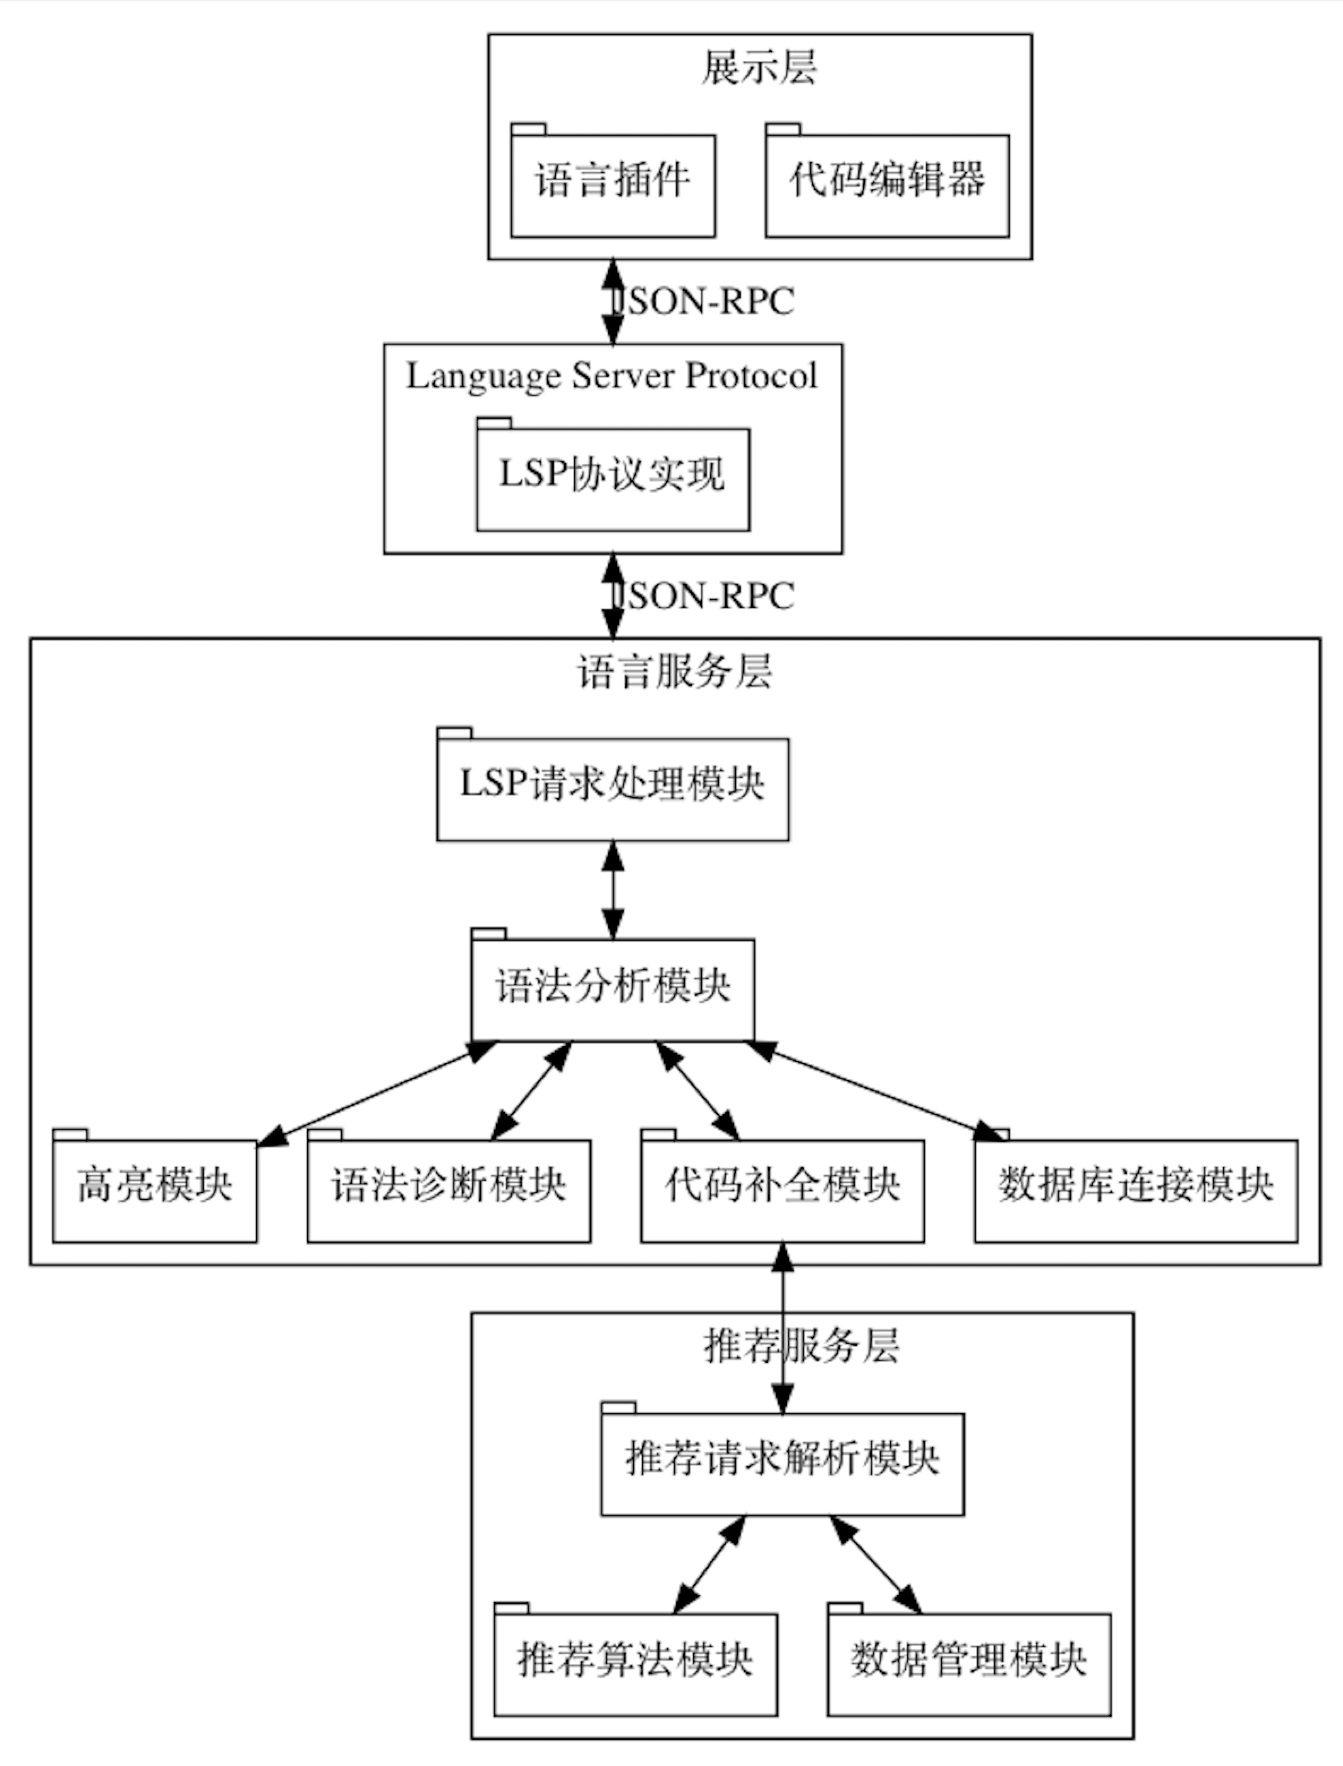 展示层
语言插件
代码编辑器
JSON-RPC
Language Server Protocol
LSP协议实现
JSON-RPC
语言服务层
LSP请求处理模块
语法分析模块
高亮模块
语法诊断模块
代码补全模块
数据库连接模块
推荐服务层
推荐请求解析模块
推荐算法模块
数据管理模块